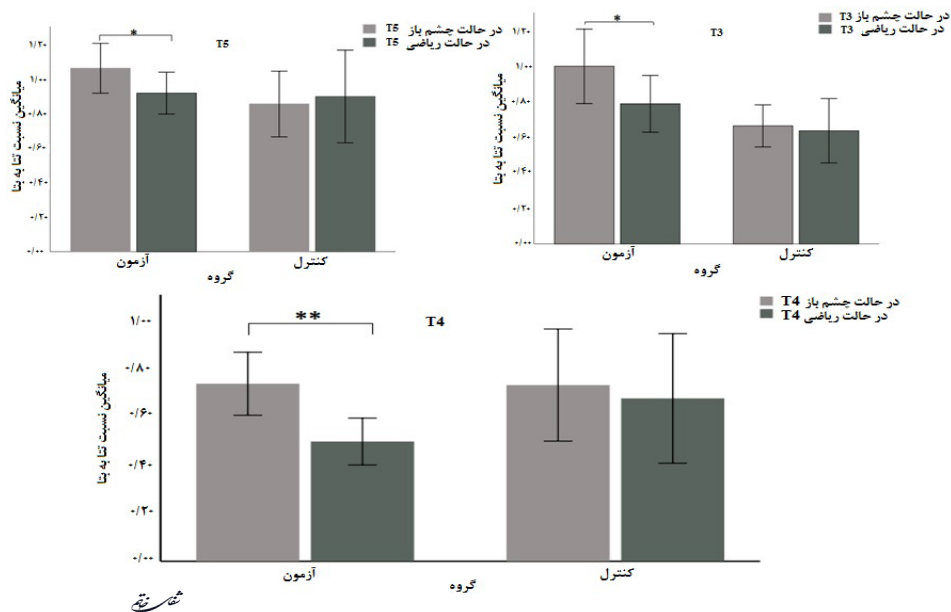 T5
در حالت چشم باز T5
در حالت ریاضی T5
*
میانگین نسبت تتا به بتا
۱/۲۰
۱/۰۰
۰/۸۰
۰/۶۰
۰/۴۰
۰/۲۰
۰/۰۰
آزمون
کنترل
گروه
T3
در حالت چشم باز T3
در حالت ریاضی T3
*
میانگین نسبت تتا به بتا
۱/۲۰
۱/۰۰
۰/۸۰
۰/۶۰
۰/۴۰
۰/۲۰
۰/۰۰
آزمون
کنترل
گروه
T4
در حالت چشم باز T4
در حالت ریاضی T4
**
میانگین نسبت تتا به بتا
۱/۰۰
۰/۸۰
۰/۶۰
۰/۴۰
۰/۲۰
۰/۰۰
آزمون
کنترل
گروه
شفای خاتم